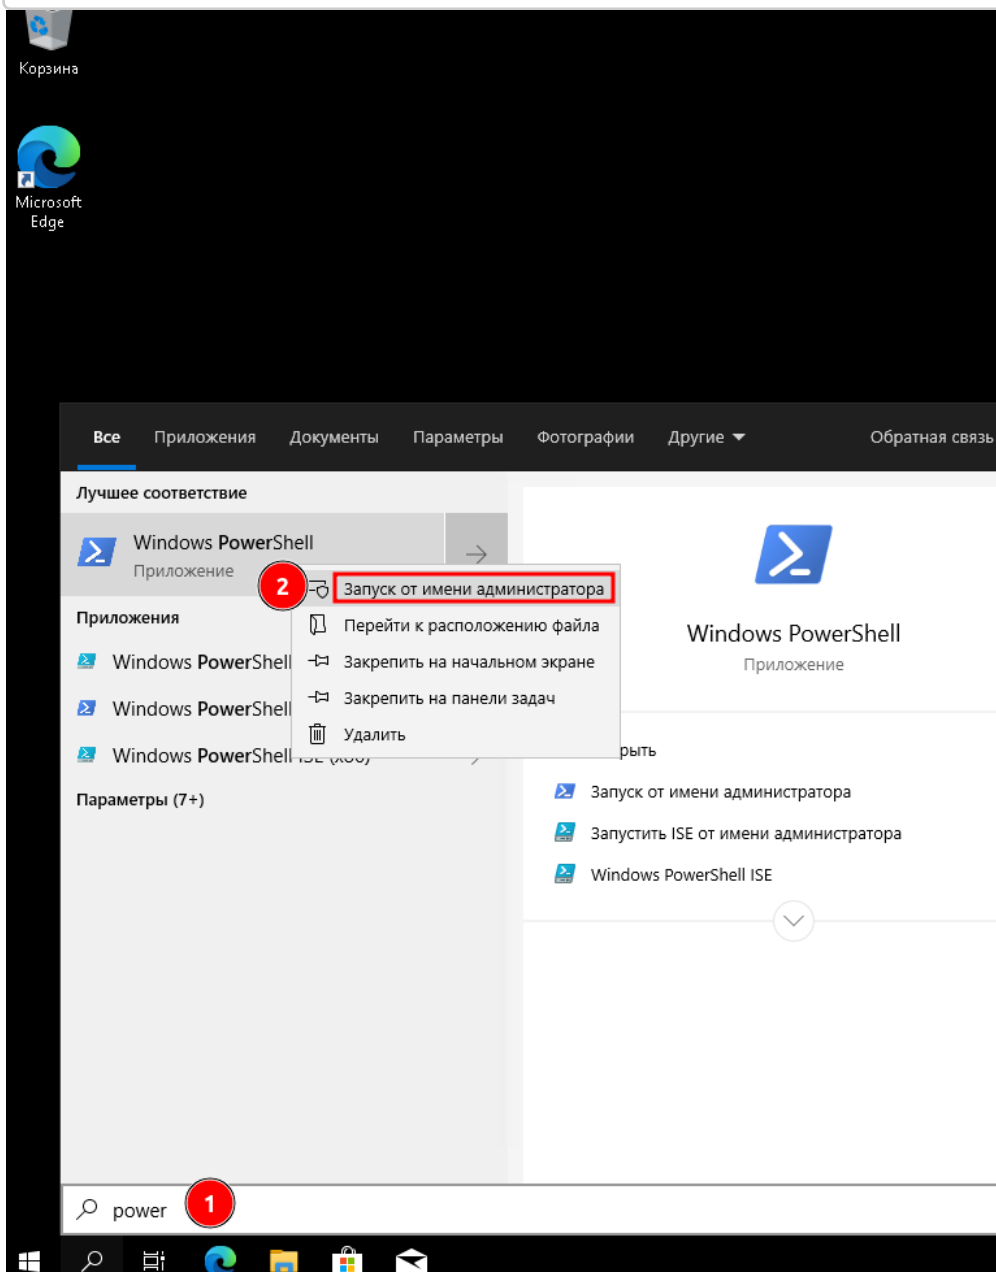 Корзина
Microsoft
Edge
Все Приложения Документы Параметры Фотографии Другие Обратная связь
Лучшее соответствие
Windows PowerShell
Приложение
2
Запуск от имени администратора
Перейти к расположению файла
Закрепить на начальном экране
Закрепить на панели задач
Удалить
Приложения
Windows PowerShell
Windows PowerShell
Windows PowerShell ISE (x86)
Параметры (7+)
Windows PowerShell
Приложение
рыть
Запуск от имени администратора
Запустить ISE от имени администратора
Windows PowerShell ISE
power
1